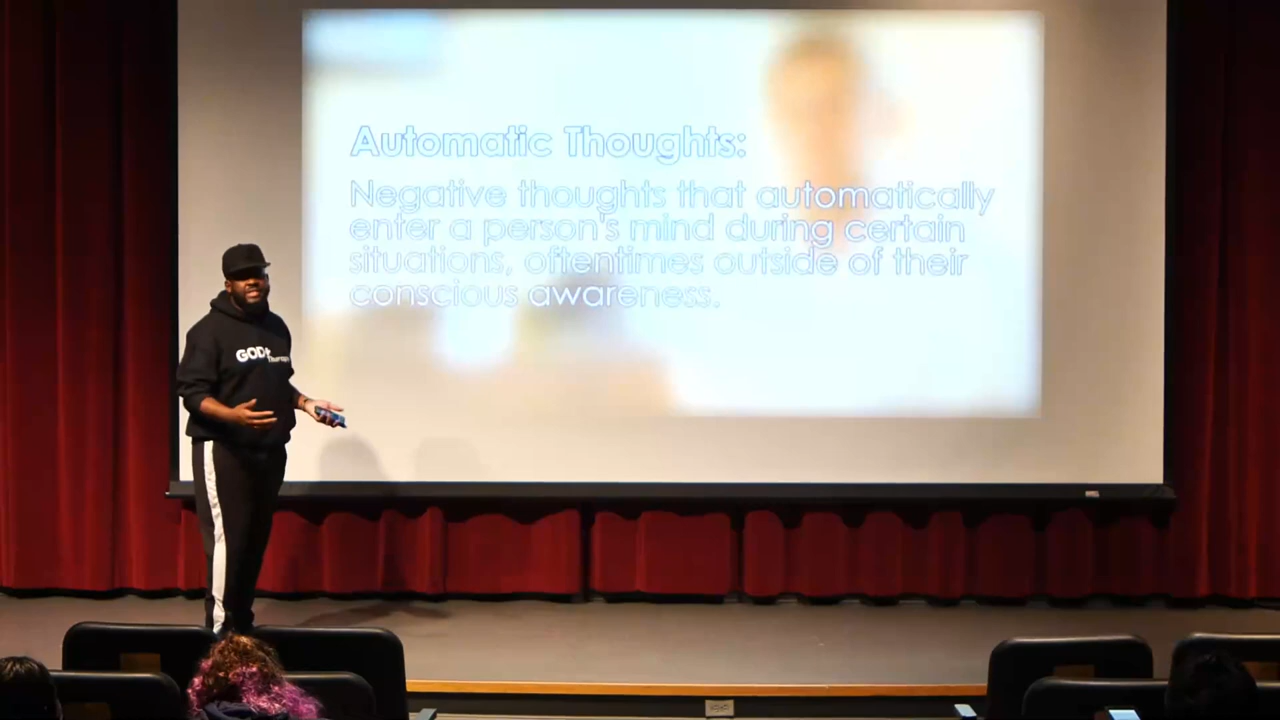 Automatic Thoughts:
Negative thoughts that automatically
enter a person's mind during certain
situations, oftentimes outside of their
conscious awareness.
GOD+
Therapy